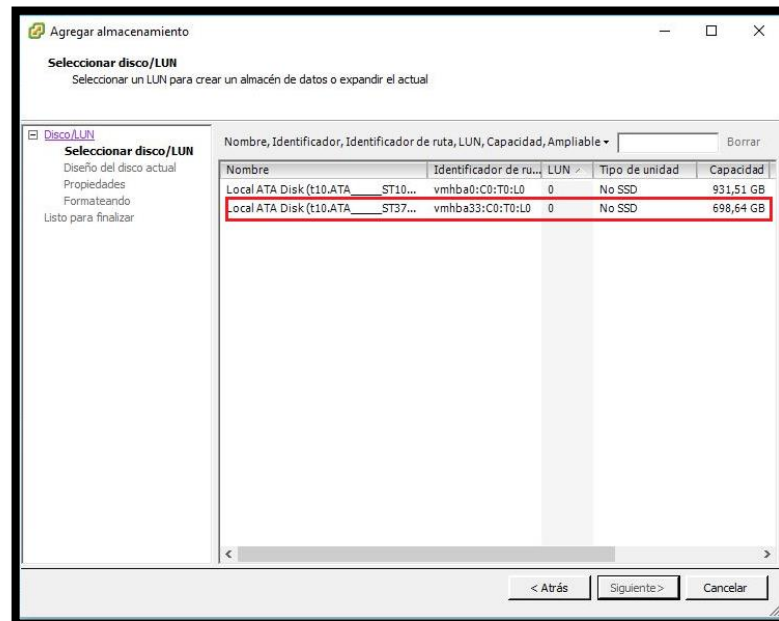 Agregar almacenamiento
Seleccionar disco/LUN
Seleccionar un LUN para crear un almacén de datos o expandir el actual
Disco/LUN
Seleccionar disco/LUN
Diseño del disco actual
Propiedades
Formateando
Listo para finalizar
Nombre, Identificador, Identificador de ruta, LUN, Capacidad, Ampliable Borrar
Nombre Identificador de ru... LUN Tipo de unidad Capacidad
Local ATA Disk (t10.ATA_____ST10... vmhba0:C0:T0:L0 0 No SSD 931,51 GB
Local ATA Disk (t10.ATA_____ST37... vmhba33:C0:T0:L0 0 No SSD 698,64 GB
< Atrás Siguiente > Cancelar